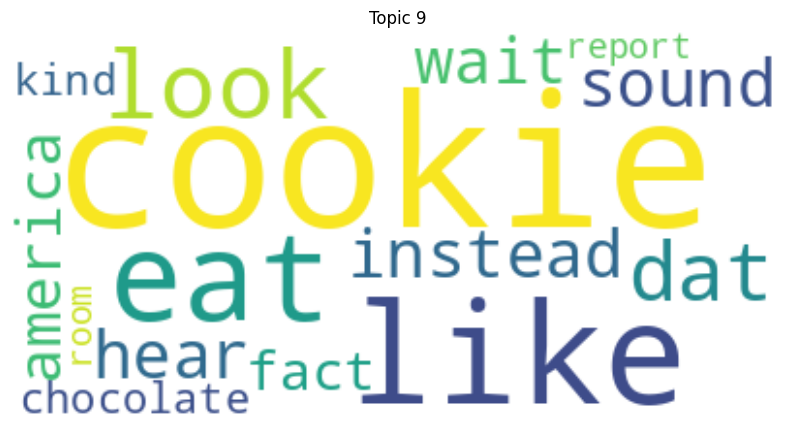 Topic 9
wait report
kind look sound
cookie
america
eat instead dat
room
hear like
fact
chocolate